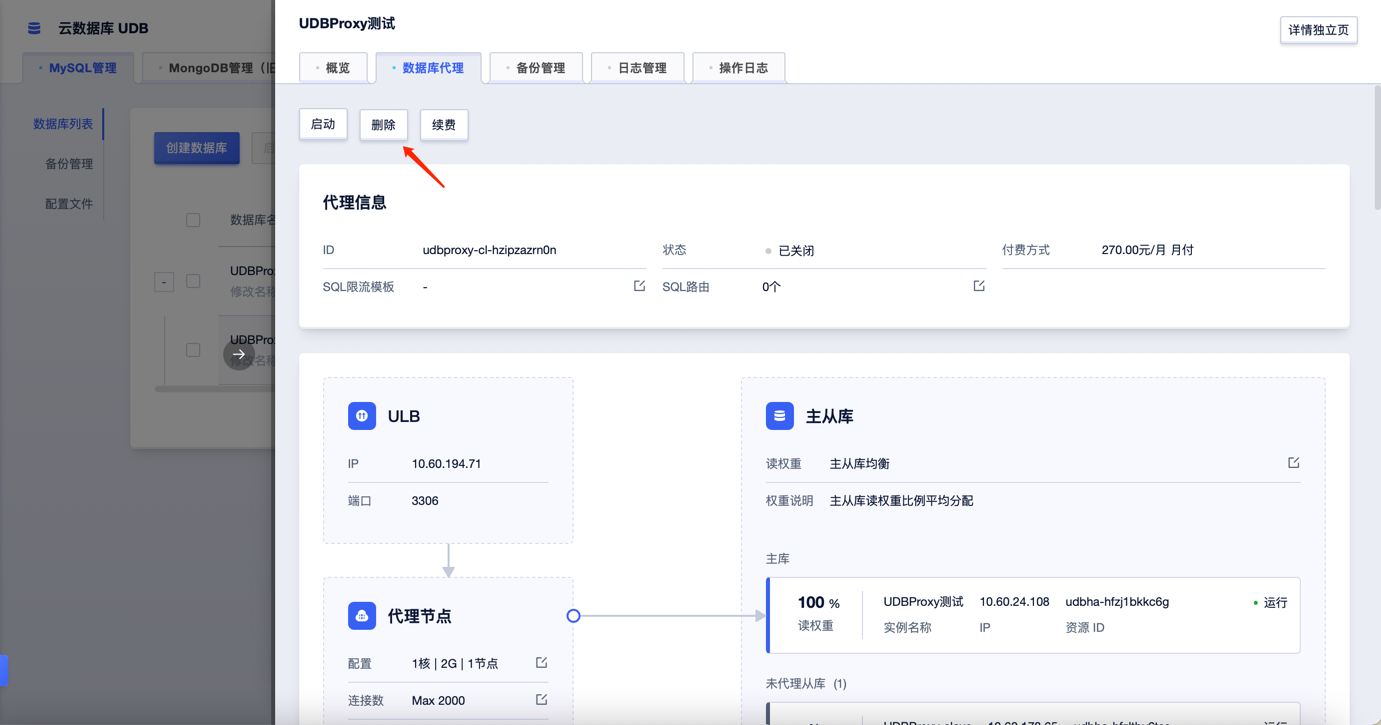 云数据库 UDB
MySQL管理
MongoDB管理（旧
数据库列表
备份管理
配置文件
创建数据库
数据库名
UDBPro
修改名称
UDBPro
修改名称
UDBProxy测试
详情独立页
概览
数据库代理
备份管理
日志管理
操作日志
启动
删除
续费
代理信息
ID udbproxy-cl-hzipzazrn0n 状态 已关闭 付费方式 270.00元/月 月付
SQL限流模板 - SQL路由 0个
ULB
IP 10.60.194.71
端口 3306
代理节点
配置 1核 | 2G | 1节点
连接数 Max 2000
主从库
读权重 主从库均衡
权重说明 主从库读权重比例平均分配
主库
100 % UDBProxy测试 10.60.24.108 udbha-hfzj1bkkc6g 运行
读权重 实例名称 IP 资源 ID
未代理从库 (1)